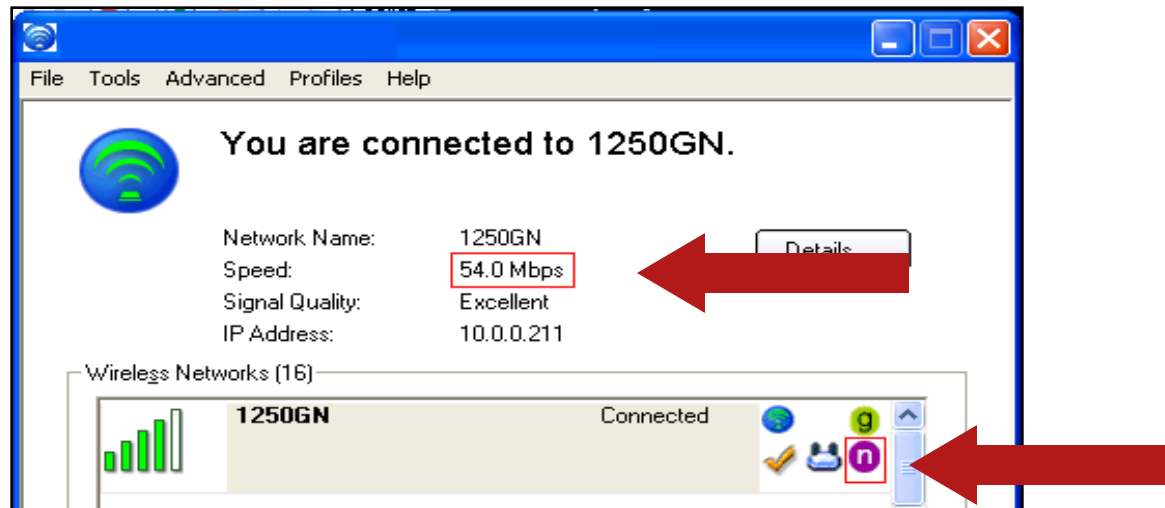 File Tools Advanced Profiles Help
You are connected to 1250GN.
Network Name: 1250GN
Details
Speed: 54.0 Mbps
Signal Quality: Excellent
IP Address: 10.0.0.211
Wireless Networks (16)
1250GN Connected g
n